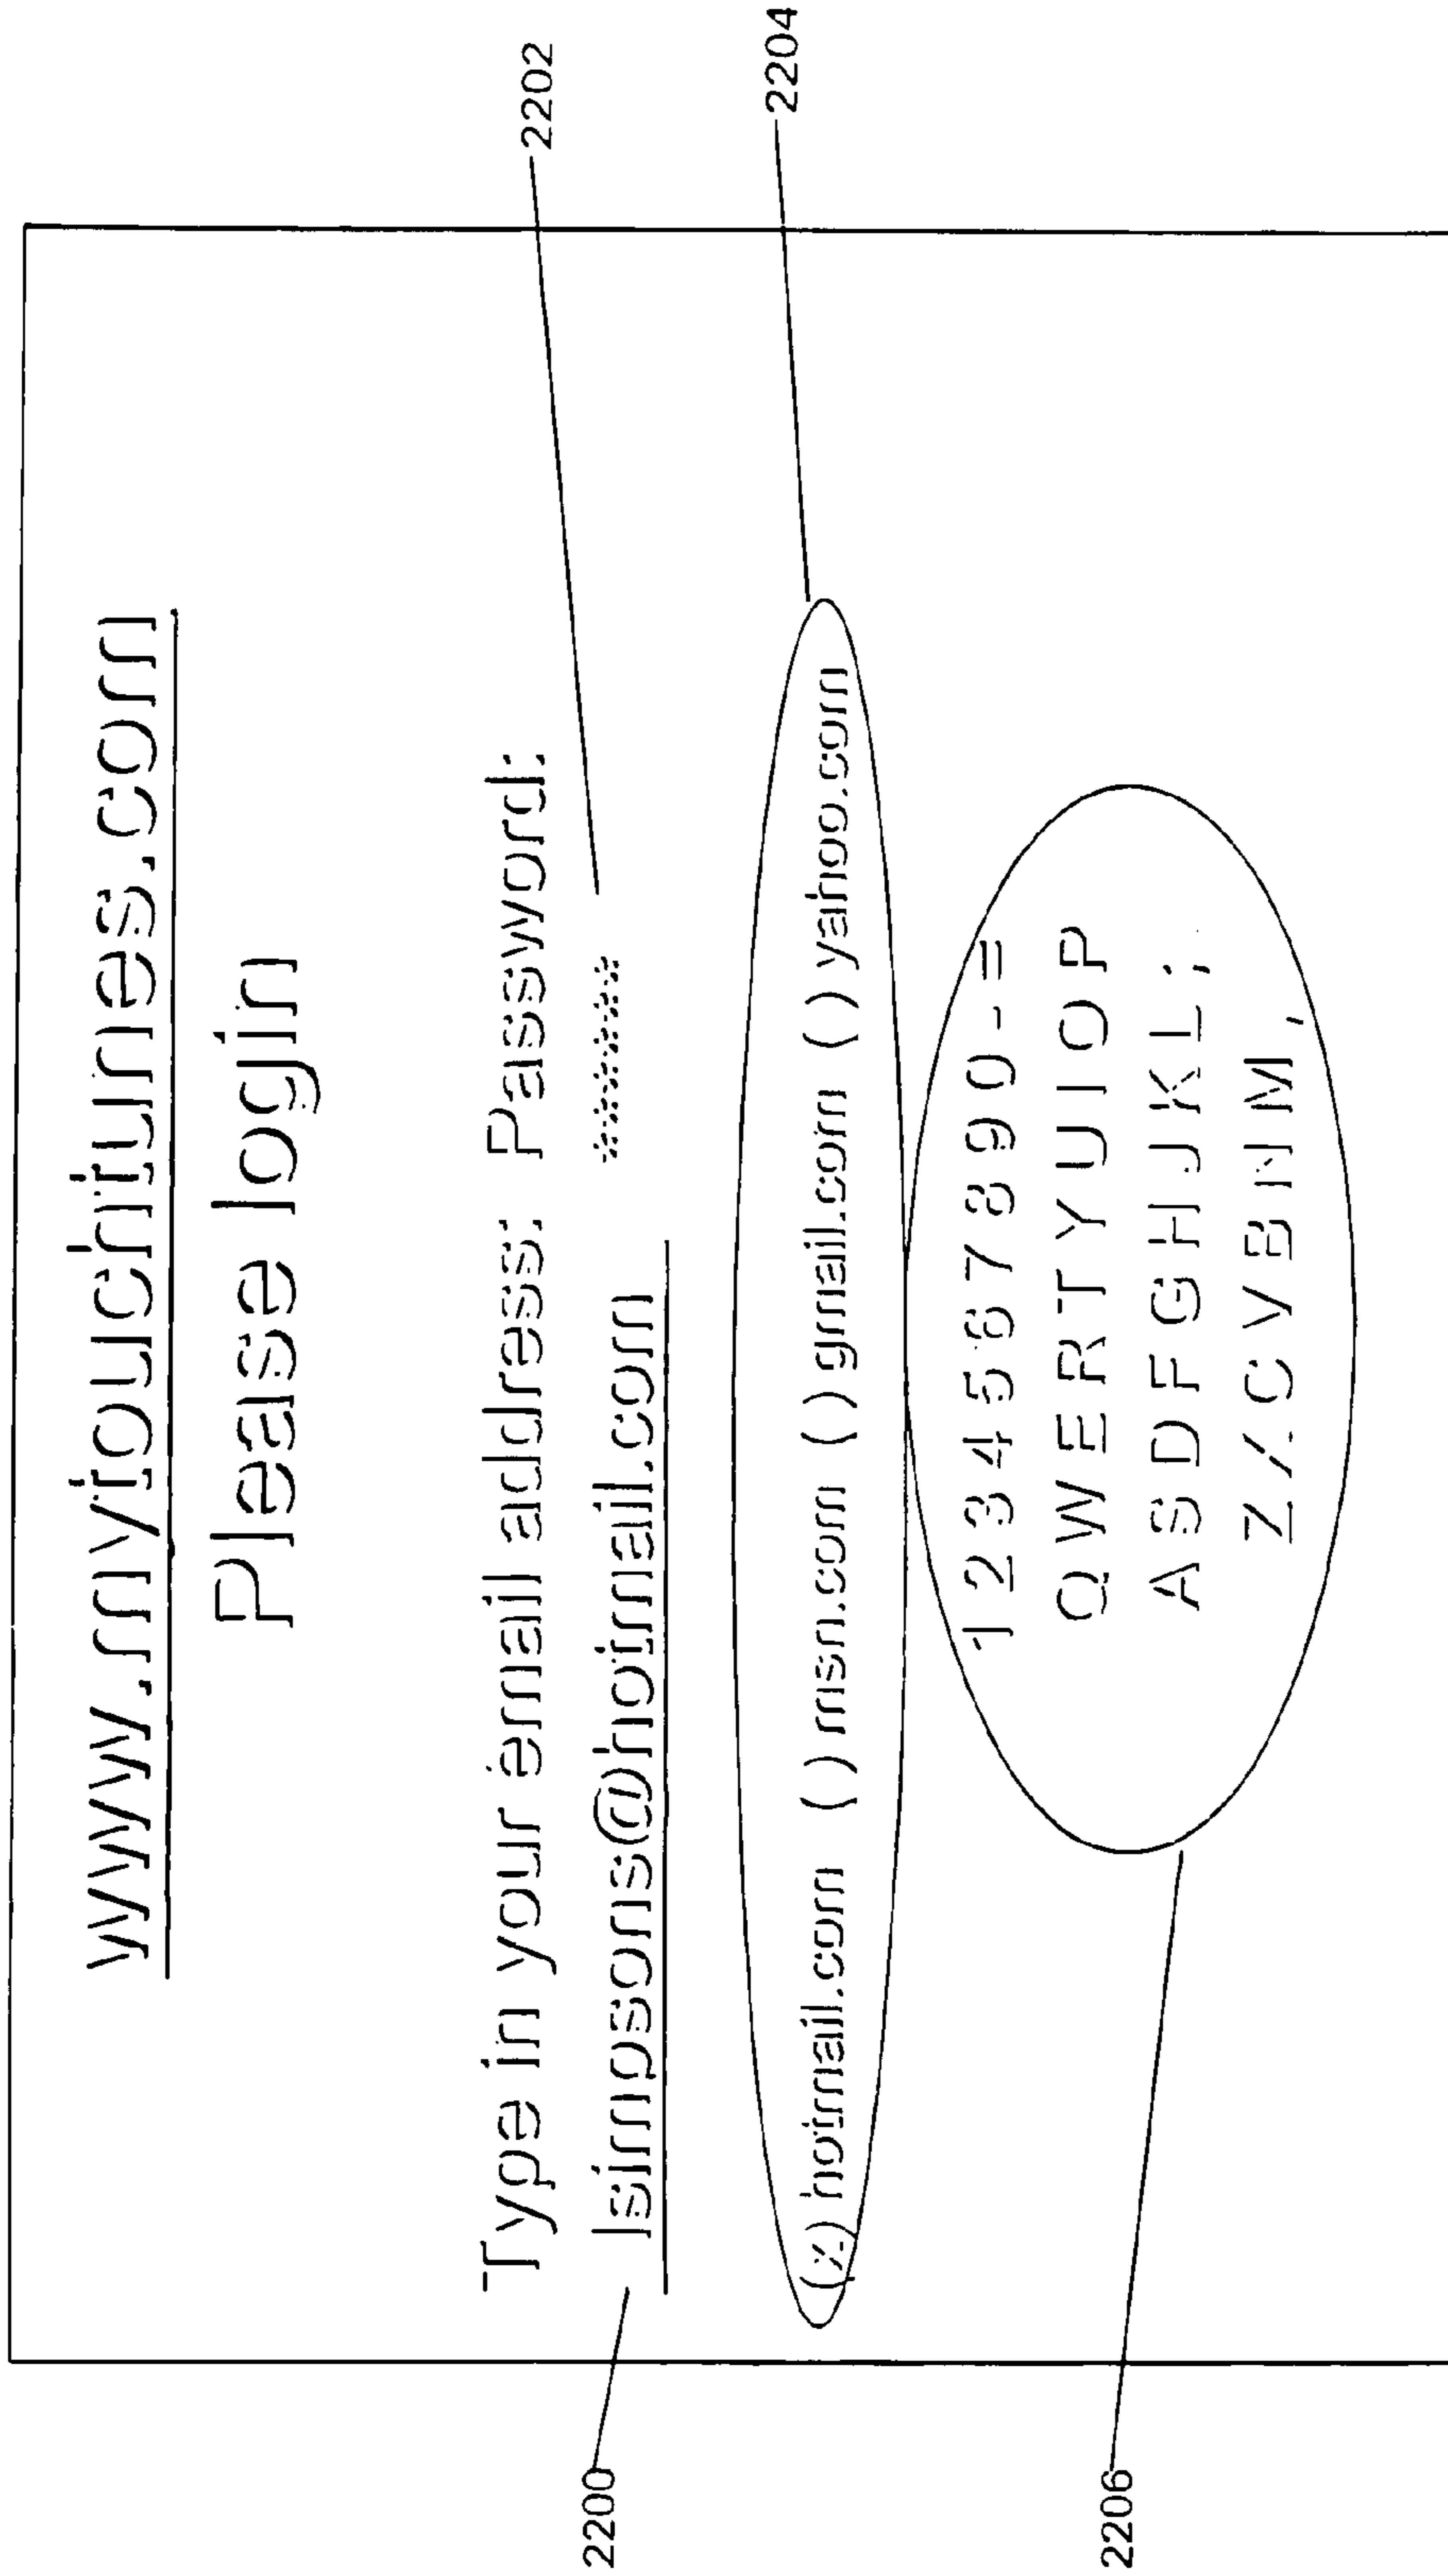 www.mytouchtunes.com
Please login
Type in your email address: Password:
lsimpsons@hotmail.com ******
(x) hotmail.com ( ) msn.com ( ) gmail.com ( ) yahoo.com
1 2 3 4 5 6 7 8 9 0 - =
Q W E R T Y U I O P
A S D F G H J K L ;
Z X C V B N M ,
2200
2202
2204
2206